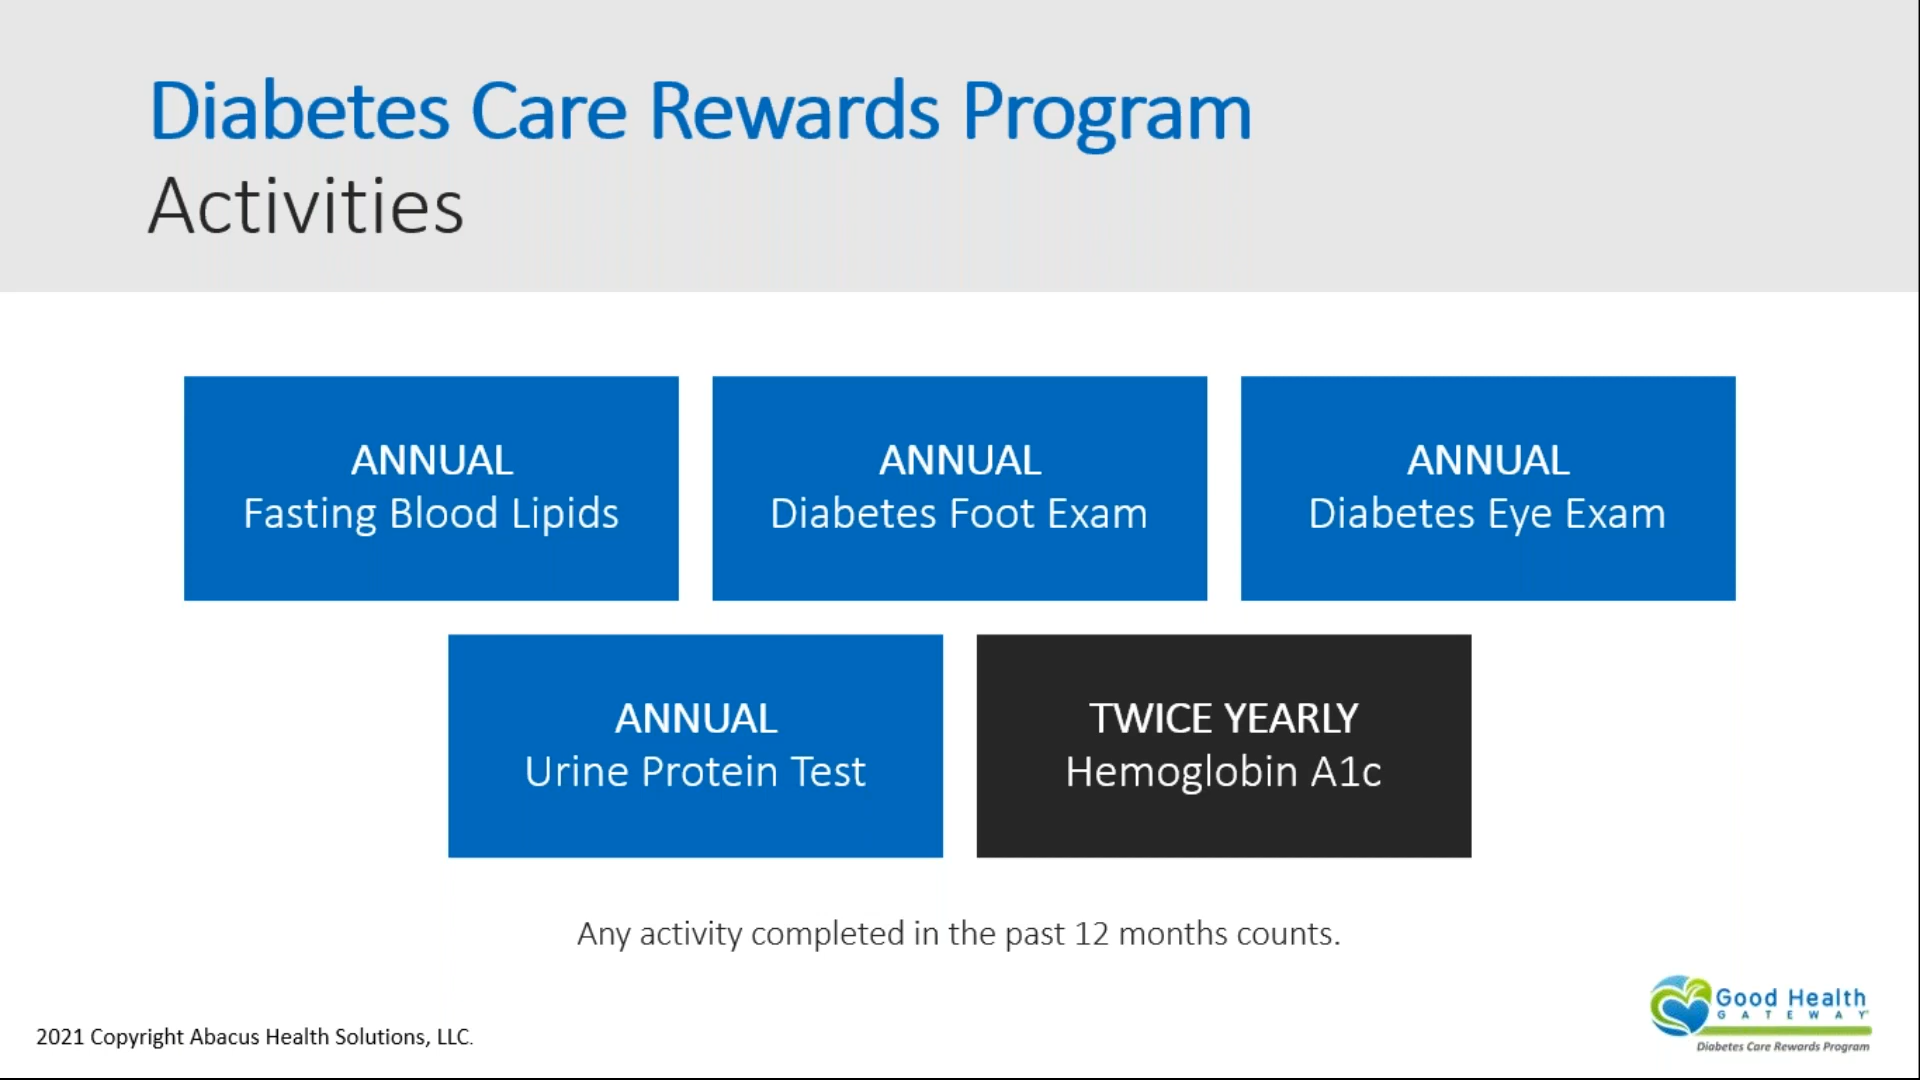 Diabetes Care Rewards Program
Activities
ANNUAL
Fasting Blood Lipids
ANNUAL
Diabetes Foot Exam
ANNUAL
Diabetes Eye Exam
ANNUAL
Urine Protein Test
TWICE YEARLY
Hemoglobin A1c
Any activity completed in the past 12 months counts.
Good Health
GATEWAY
Diabetes Care Rewards Program
2021 Copyright Abacus Health Solutions, LLC.